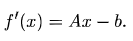 f′(x) = Ax − b.